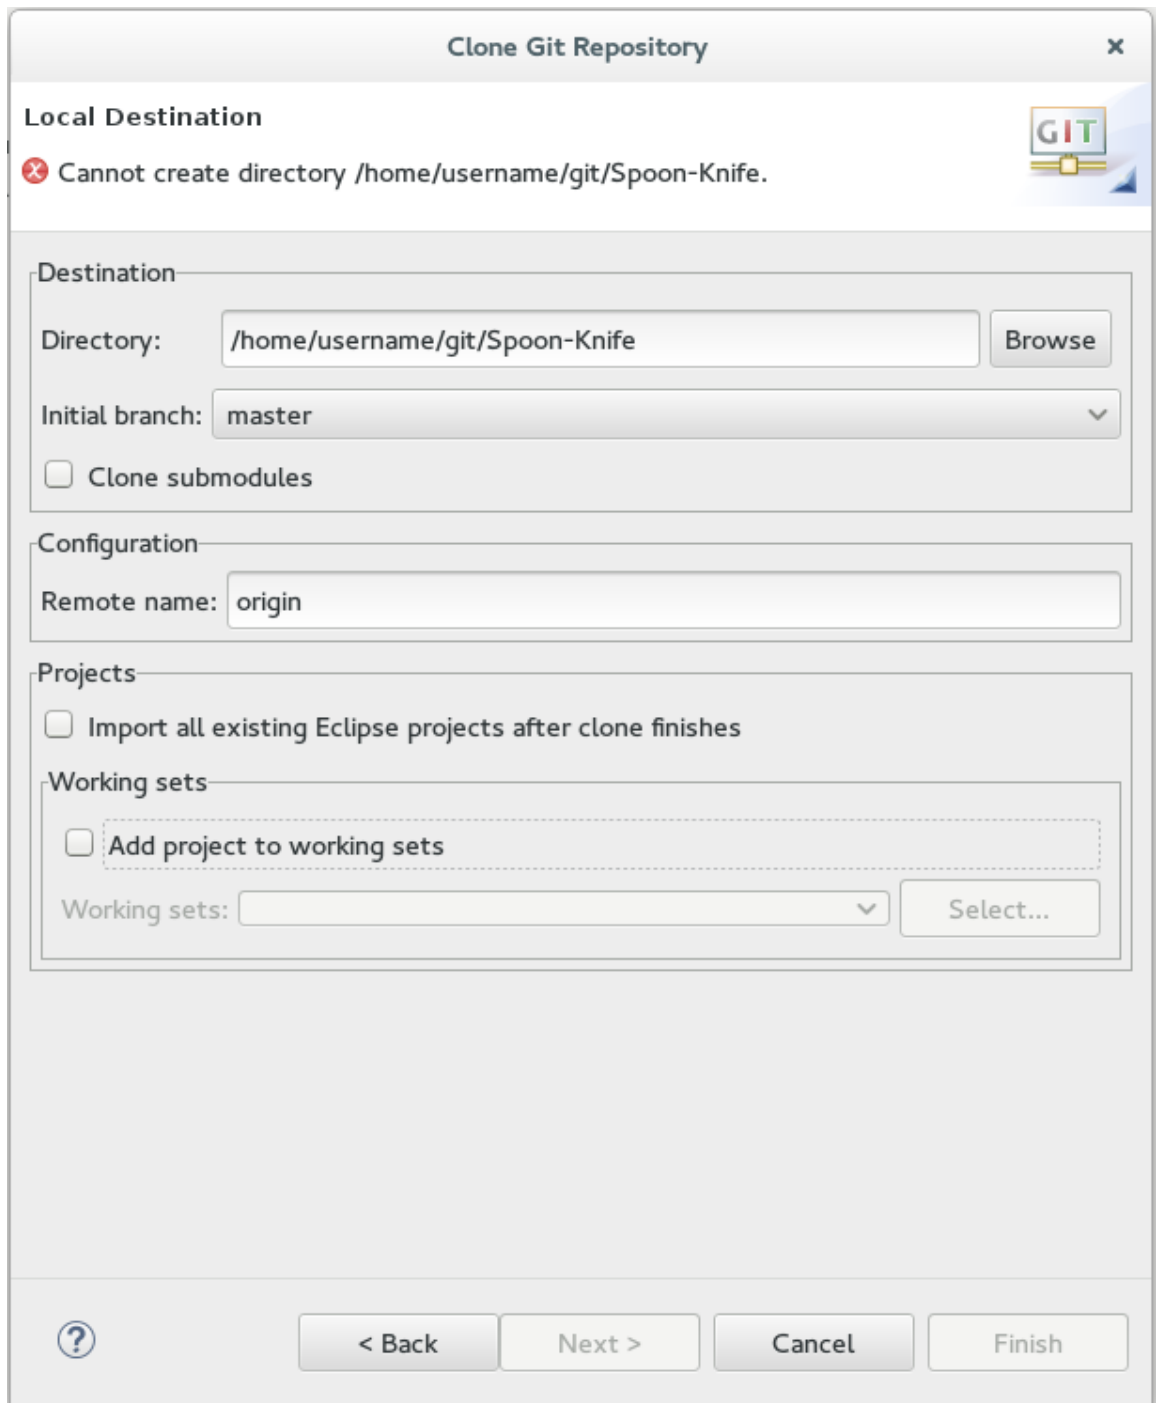 Clone Git Repository
Local Destination
GIT
Cannot create directory /home/username/git/Spoon-Knife.
Destination
Directory: /home/username/git/Spoon-Knife Browse
Initial branch: master
Clone submodules
Configuration
Remote name: origin
Projects
Import all existing Eclipse projects after clone finishes
Working sets
Add project to working sets
Working sets: Select...
? < Back Next > Cancel Finish